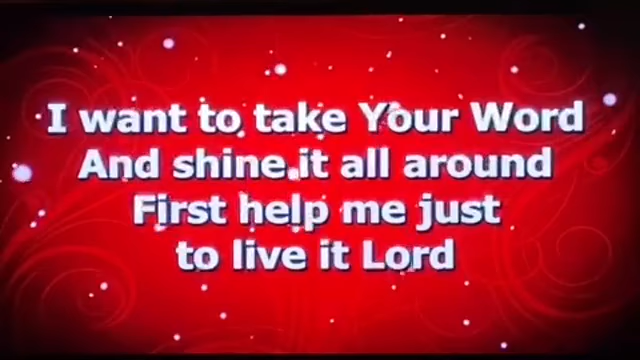 I want to take Your Word
And shine it all around
First help me just
to live it Lord